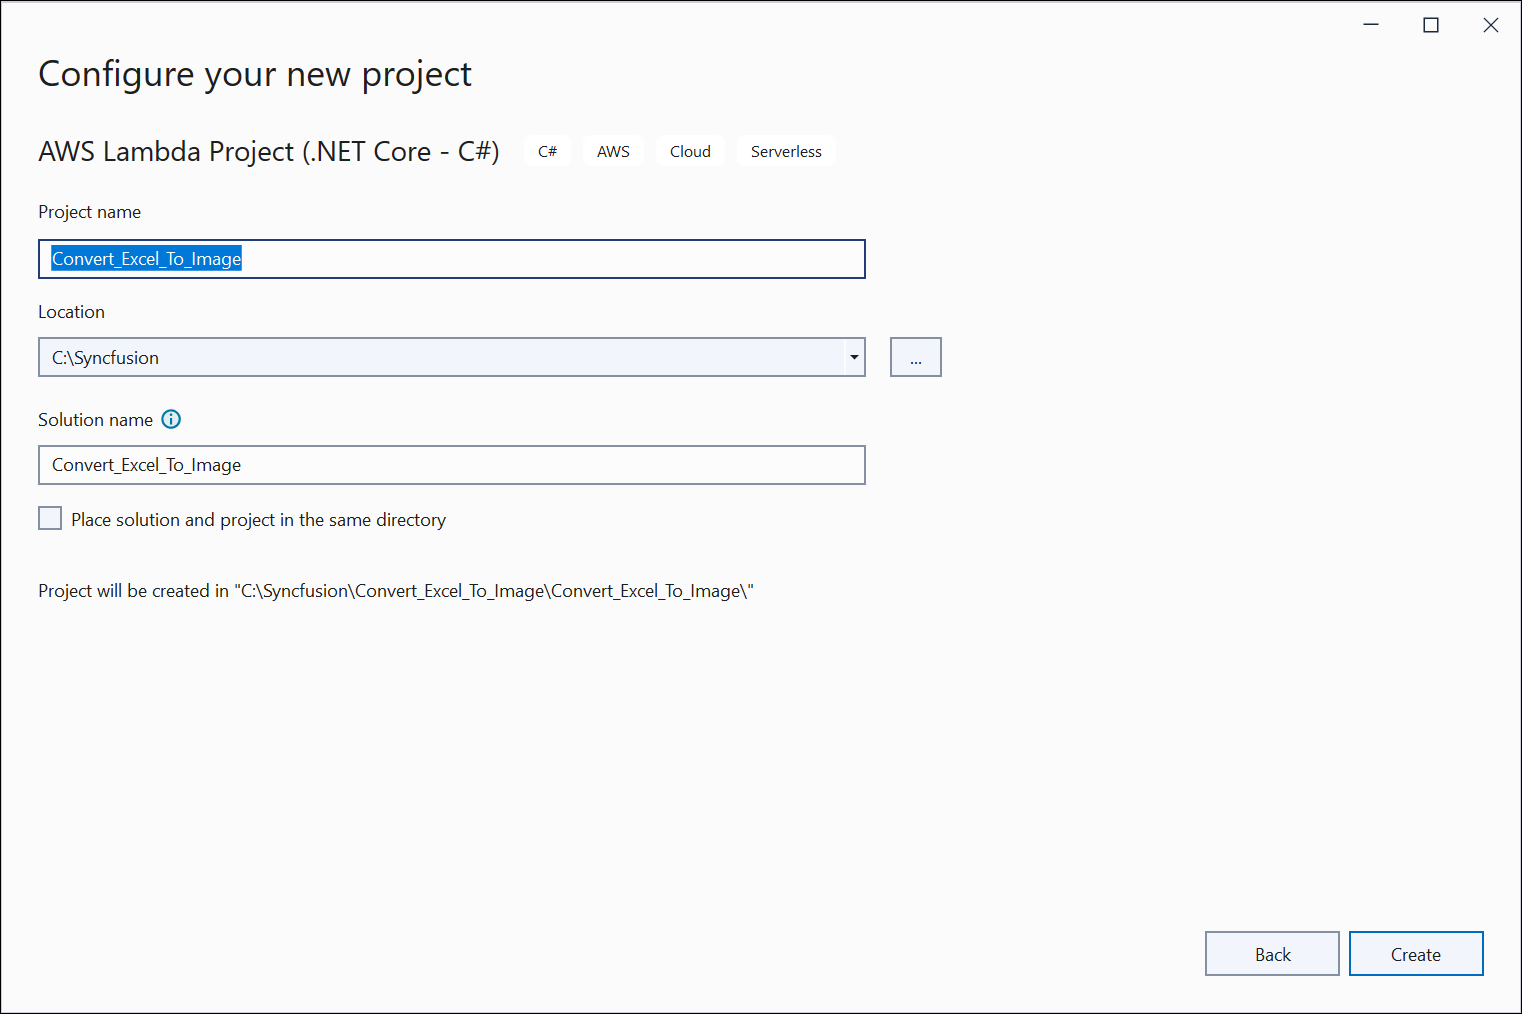 Configure your new project
AWS Lambda Project (.NET Core - C#) C# AWS Cloud Serverless
Project name
Convert_Excel_To_Image
Location
C:\Syncfusion ...
Solution name
Convert_Excel_To_Image
Place solution and project in the same directory
Project will be created in "C:\Syncfusion\Convert_Excel_To_Image\Convert_Excel_To_Image\"
Back Create